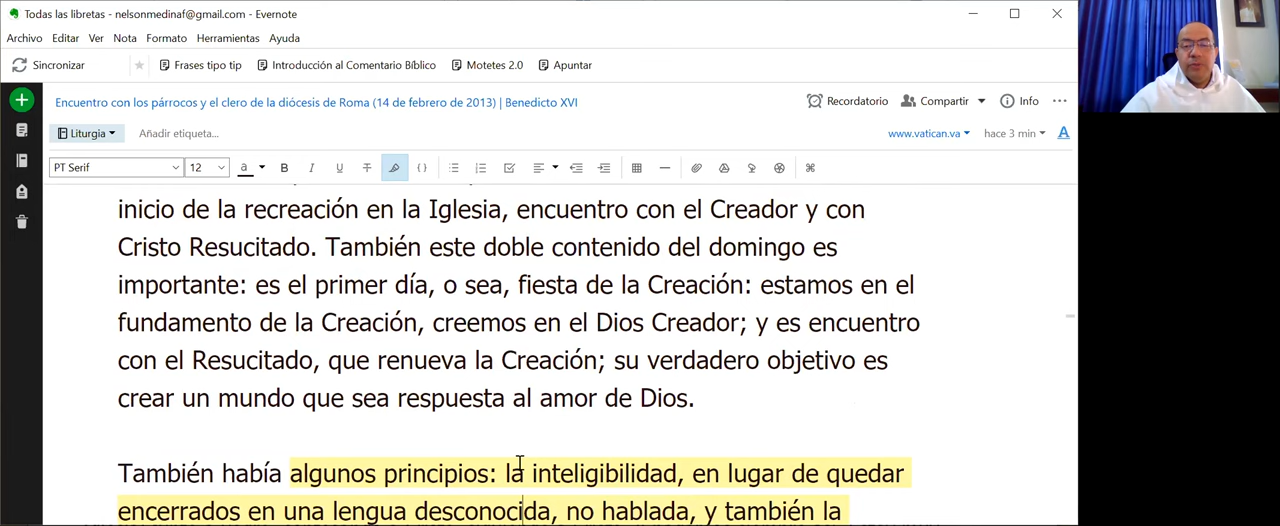 Todas las libretas - nelsonmedinaf@gmail.com - Evernote
Archivo Editar Ver Nota Formato Herramientas Ayuda
Sincronizar Frases tipo tip Introducción al Comentario Bíblico Motetes 2.0 Apuntar
Encuentro con los párrocos y el clero de la diócesis de Roma (14 de febrero de 2013) | Benedicto XVI Recordatorio Compartir Info
Liturgia Añadir etiqueta... www.vatican.va hace 3 min A
PT Serif 12 a B I U T
inicio de la recreación en la Iglesia, encuentro con el Creador y con
Cristo Resucitado. También este doble contenido del domingo es
importante: es el primer día, o sea, fiesta de la Creación: estamos en el
fundamento de la Creación, creemos en el Dios Creador; y es encuentro
con el Resucitado, que renueva la Creación; su verdadero objetivo es
crear un mundo que sea respuesta al amor de Dios.
También había algunos principios: la inteligibilidad, en lugar de quedar
encerrados en una lengua desconocida, no hablada, y también la